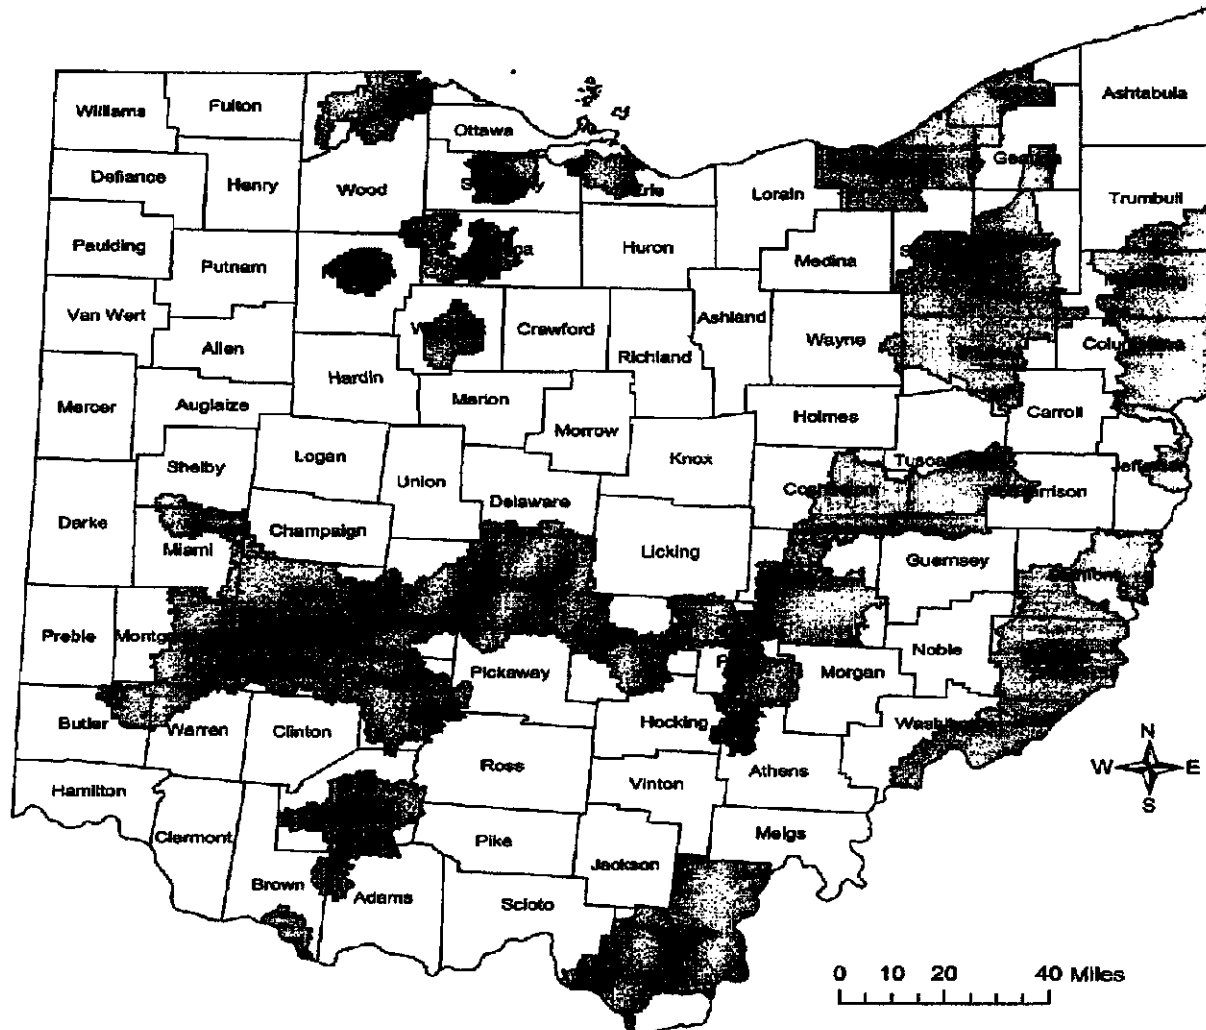 Ashtabula
Williams
Fulton
Ottawa
Defiance
Henry
Wood
Erie
Lorain
Trumbull
Paulding
Putnam
Huron
Medina
Van Wert
Allen
Crawford
Ashland
Wayne
Richland
Hardin
Mercer
Auglaize
Marion
Holmes
Carroll
Morrow
Shelby
Logan
Knox
Union
Delaware
Darke
Champaign
Licking
Miami
Guernsey
Preble
Noble
Pickaway
Morgan
Butler
Warren
Clinton
Hocking
Ross
Athens
Hamilton
Vinton
Clermont
Pike
Meigs
Jackson
Brown
Adams
Scioto
N
W E
S
0 10 20 40 Miles